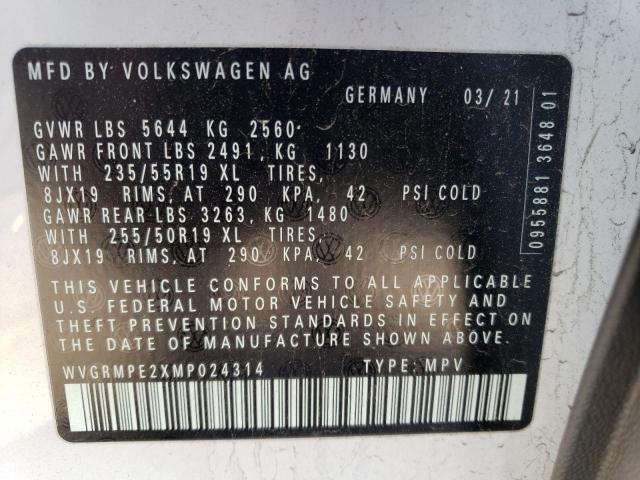 MFD BY VOLKSWAGEN AG
GERMANY 03/ 21
GVWR LBS 5644 KG 2560
GAWR FRONT LBS 2491, KG 1130
WITH 235/55R19 XL TIRES,
8JX19 RIMS, AT 290 KPA, 42 PSI COLD
GAWR REAR LBS 3263, KG 1480
WITH 255/50R19 XL TIRES,
8JX19 RIMS, AT 290 KPA, 42 PSI COLD
THIS VEHICLE CONFORMS TO ALL APPLICABLE
U.S. FEDERAL MOTOR VEHICLE SAFETY AND
THEFT PREVENTION STANDARDS IN EFFECT ON
THE DATE OF MANUFACTURE SHOWN ABOVE.
WVGRMPE2XMP024314 TYPE: MPV
0955881 3648 01